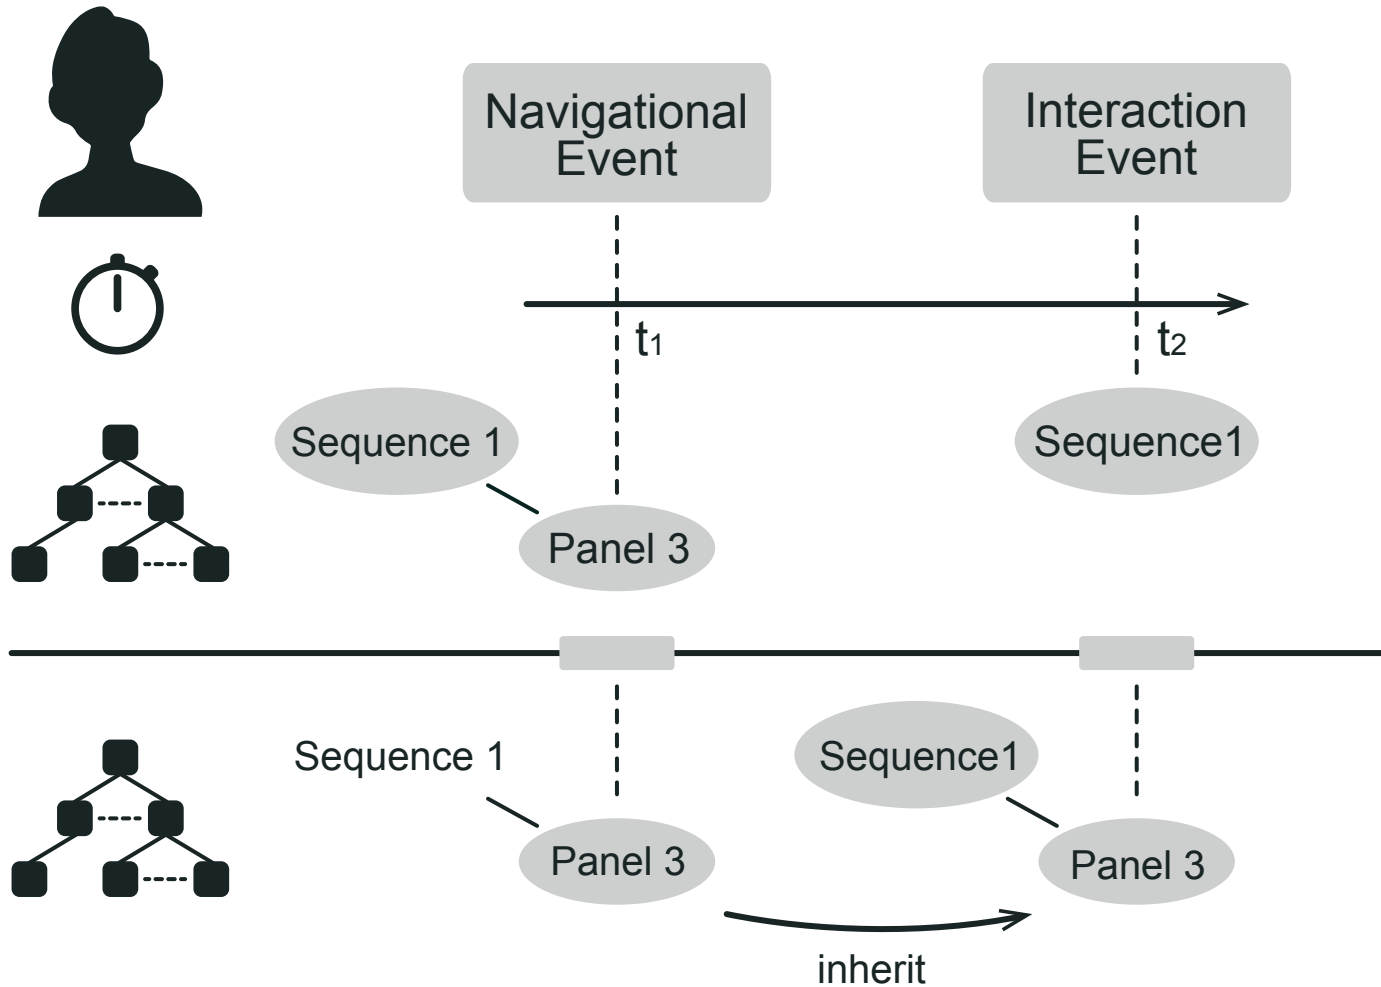 Navigational
Event
Interaction
Event
t1
t2
Sequence 1
Sequence1
Panel 3
Sequence 1
Sequence1
Panel 3
Panel 3
inherit